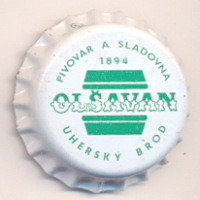 PIVOVAR A SLADOVNA
1894
OLŠAVAN
UHERSKÝ BROD